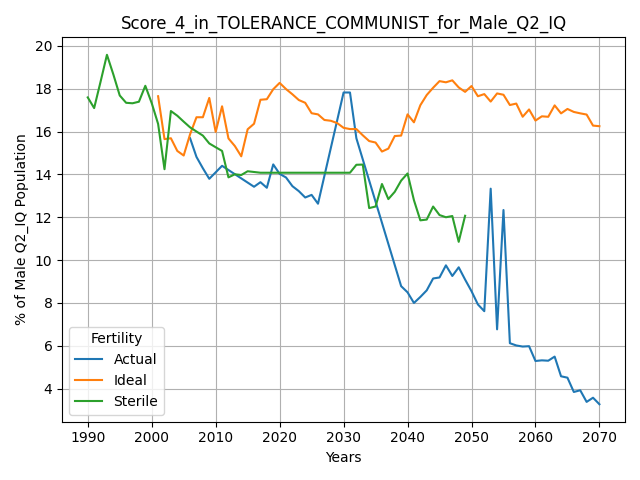 Score_4_in_TOLERANCE_COMMUNIST_for_Male_Q2_IQ
% of Male Q2_IQ Population
20
18
16
14
12
10
8
6
4
Fertility
Actual
Ideal
Sterile
1990 2000 2010 2020 2030 2040 2050 2060 2070
Years